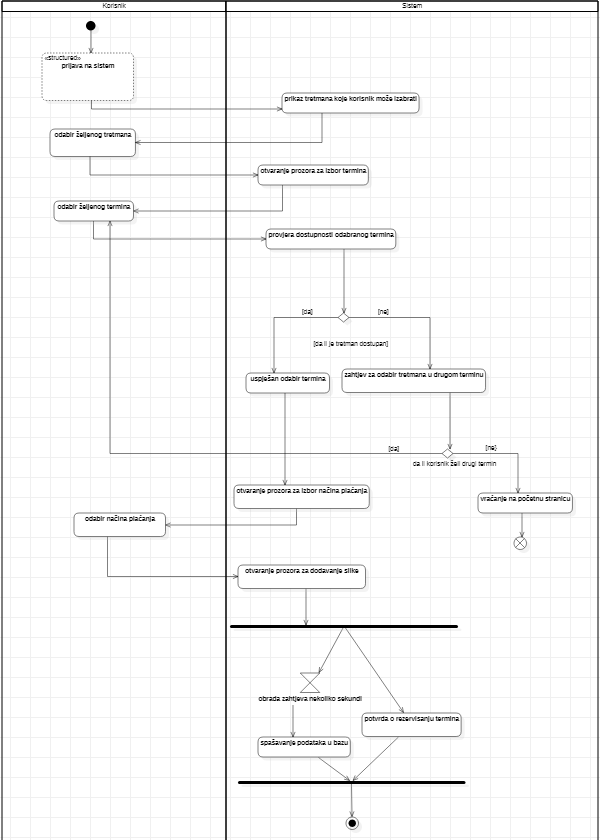 Korisnik
Sistem
«structured»
prijava na sistem
prikaz tretmana koje korisnik može izabrati
odabir željenog tretmana
otvaranje prozora za izbor termina
odabir željenog termina
provjera dostupnosti odabranog termina
[da]
[ne]
[da li je tretman dostupan]
uspješan odabir termina
zahtjev za odabir tretmana u drugom terminu
[da]
[ne}
da li korisnik želi drugi termin
otvaranje prozora za izbor načina plaćanja
vraćanje na početnu stranicu
odabir načina plaćanja
otvaranje prozora za dodavanje slike
obrada zahtjeva nekoliko sekundi
potvrda o rezervisanju termina
spašavanje podataka u bazu